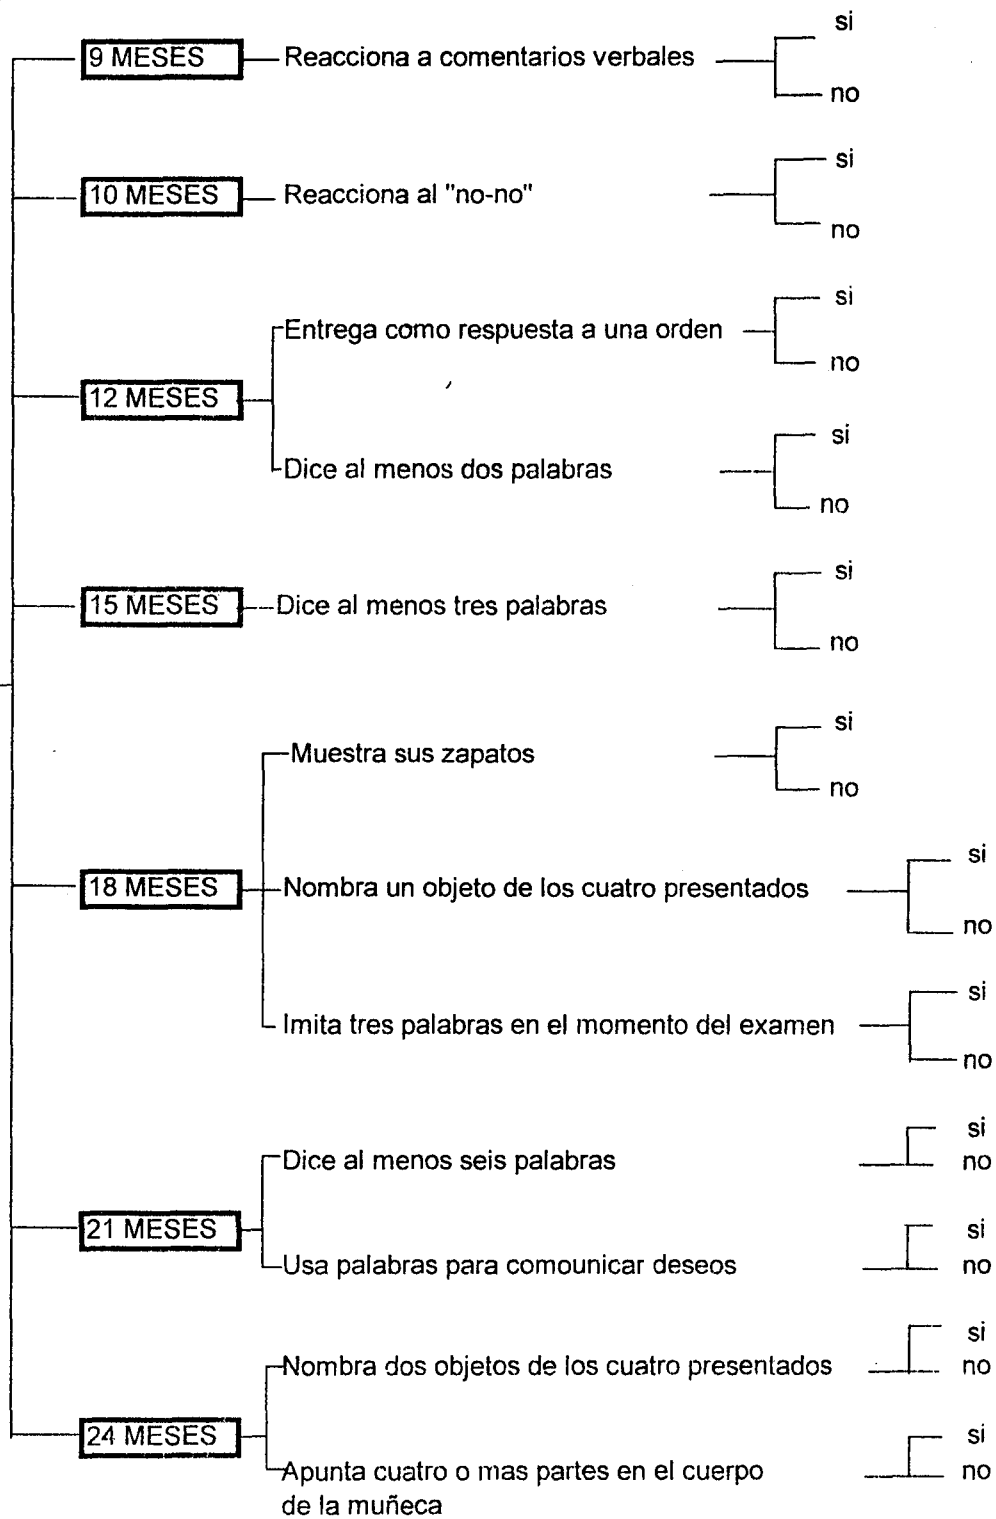 si
9 MESES Reacciona a comentarios verbales
no
si
10 MESES Reacciona al "no-no"
no
si
Entrega como respuesta a una orden
no
12 MESES
si
Dice al menos dos palabras
no
si
15 MESES Dice al menos tres palabras
no
si
Muestra sus zapatos
no
si
18 MESES Nombra un objeto de los cuatro presentados
no
si
Imita tres palabras en el momento del examen
no
si
Dice al menos seis palabras no
21 MESES
si
Usa palabras para comounicar deseos no
si
Nombra dos objetos de los cuatro presentados no
24 MESES
si
Apunta cuatro o mas partes en el cuerpo no
de la muñeca